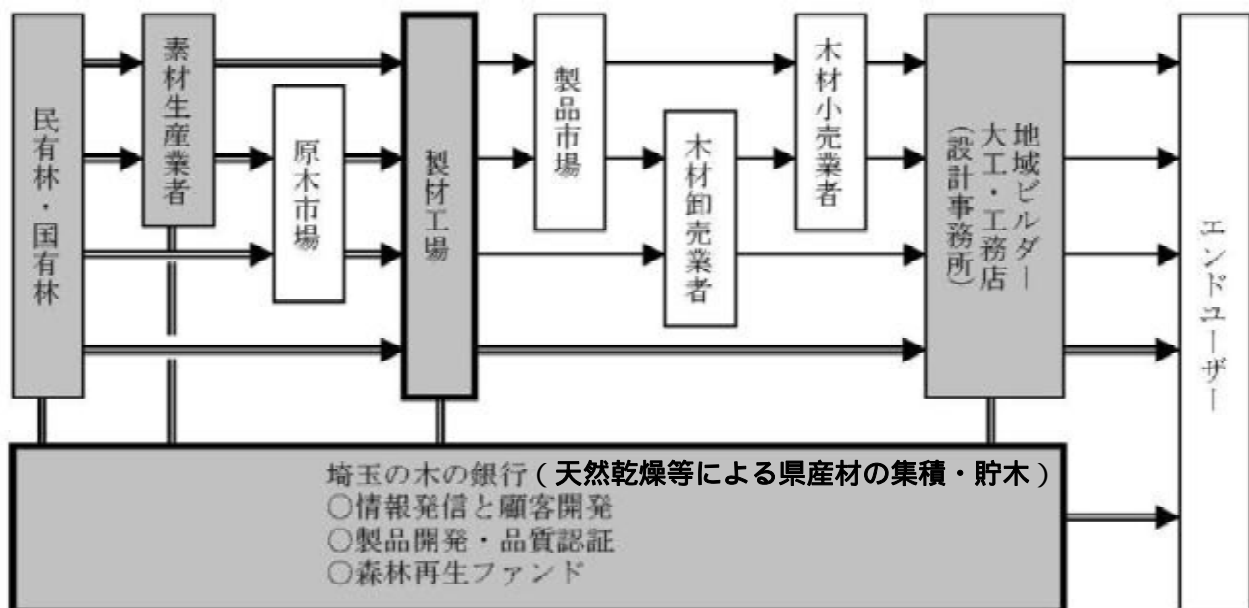 民有林・国有林
素材生産業者
原木市場
製材工場
製品市場
木材卸売業者
木材小売業者
地域ビルダー
大工・工務店
(設計事務所)
エンドユーザー
埼玉の木の銀行(天然乾燥等による県産材の集積・貯木)
○情報発信と顧客開発
○製品開発・品質認証
○森林再生ファンド